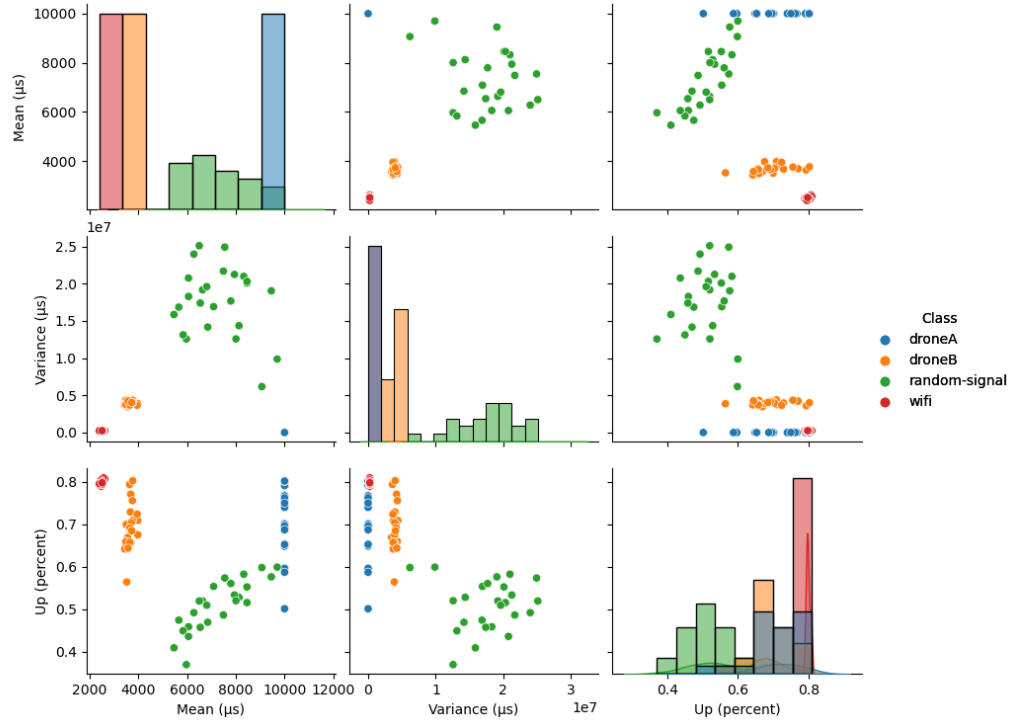 10000
8000
6000
4000
Mean (µs)
1e7
2.5
2.0
1.5
1.0
0.5
0.0
Variance (µs)
Class
droneA
droneB
random-signal
wifi
0.8
0.7
0.6
0.5
0.4
Up (percent)
2000 4000 6000 8000 10000 12000
Mean (µs)
0 1 2 3
1e7
Variance (µs)
0.4 0.6 0.8
Up (percent)